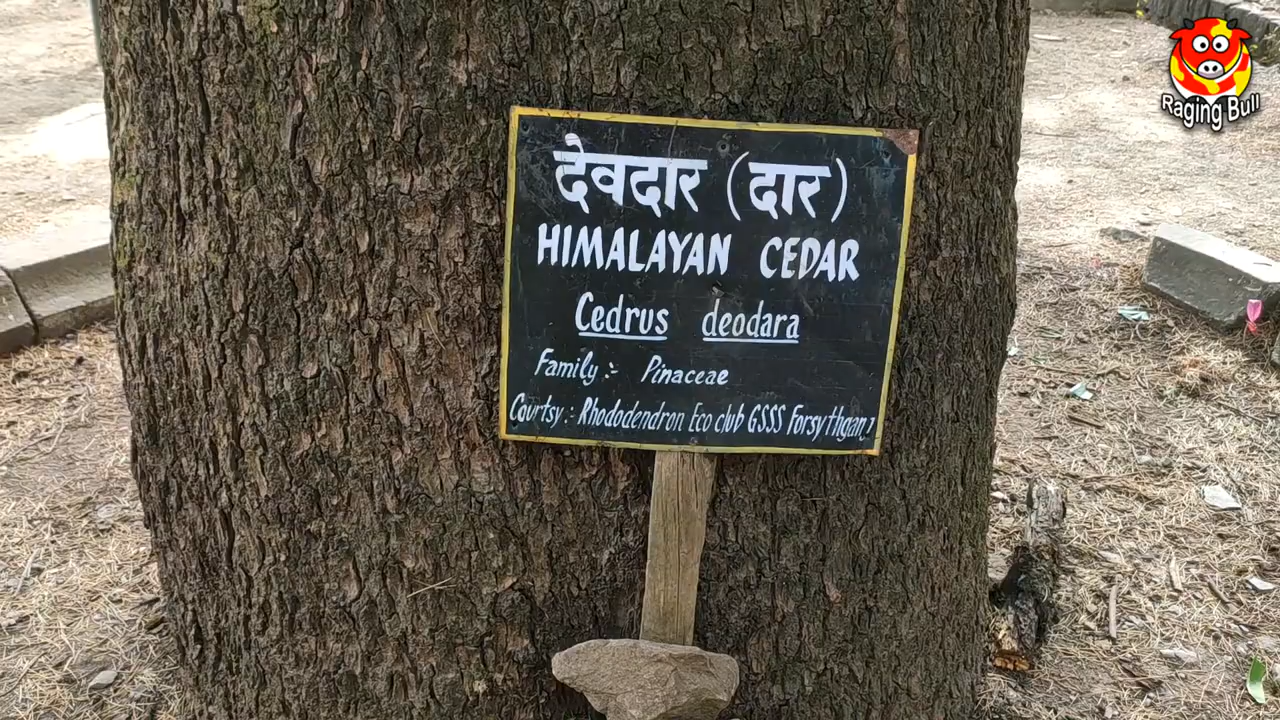 देवदार (दार)
HIMALAYAN CEDAR
Cedrus deodara
Family :- Pinaceae
Courtsy :- Rhododendron Eco club GSSS Forsythganj
Raging Bull